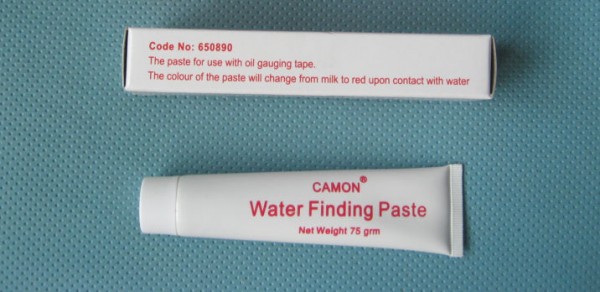 Code No: 650890
The paste for use with oil gauging tape.
The colour of the paste will change from milk to red upon contact with water
CAMON®
Water Finding Paste
Net Weight 75 grm